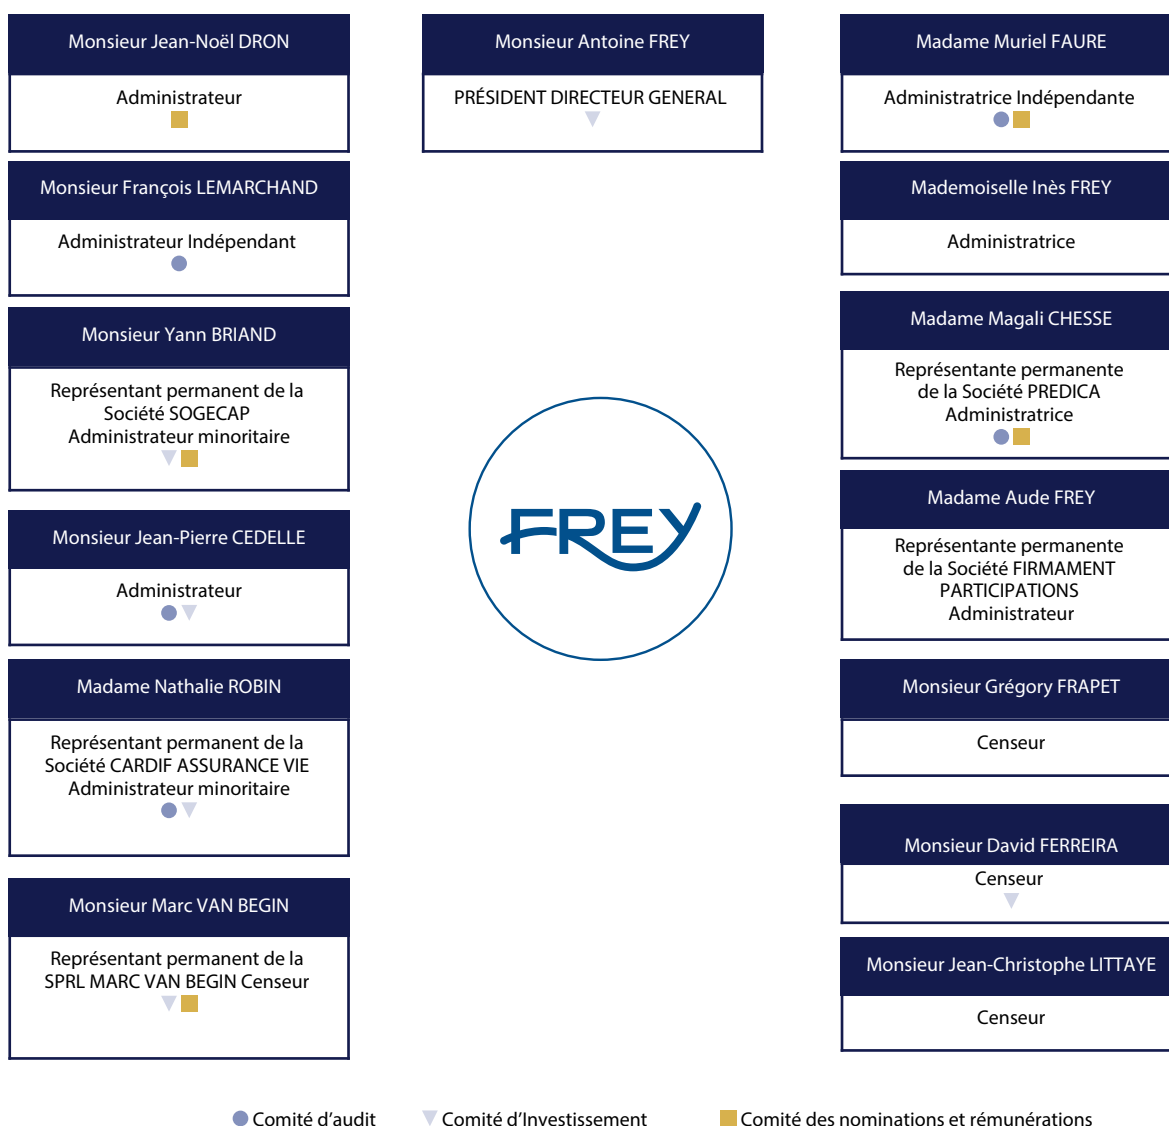 Monsieur Jean-Noël DRON
Administrateur
Monsieur François LEMARCHAND
Administrateur Indépendant
Monsieur Yann BRIAND
Représentant permanent de la
Société SOGECAP
Administrateur minoritaire
Monsieur Jean-Pierre CEDELLE
Administrateur
Madame Nathalie ROBIN
Représentant permanent de la
Société CARDIF ASSURANCE VIE
Administrateur minoritaire
Monsieur Marc VAN BEGIN
Représentant permanent de la
SPRL MARC VAN BEGIN Censeur
Monsieur Antoine FREY
PRÉSIDENT DIRECTEUR GENERAL
FREY
Madame Muriel FAURE
Administratrice Indépendante
Mademoiselle Inès FREY
Administratrice
Madame Magali CHESSE
Représentante permanente
de la Société PREDICA
Administratrice
Madame Aude FREY
Représentante permanente
de la Société FIRMAMENT
PARTICIPATIONS
Administrateur
Monsieur Grégory FRAPET
Censeur
Monsieur David FERREIRA
Censeur
Monsieur Jean-Christophe LITTAYE
Censeur
Comité d'audit
Comité d'Investissement
Comité des nominations et rémunérations